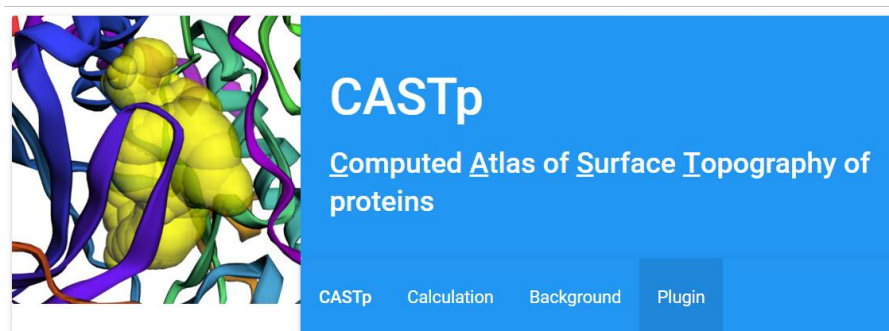 CASTp
Computed Atlas of Surface Topography of
proteins
CASTp Calculation Background Plugin